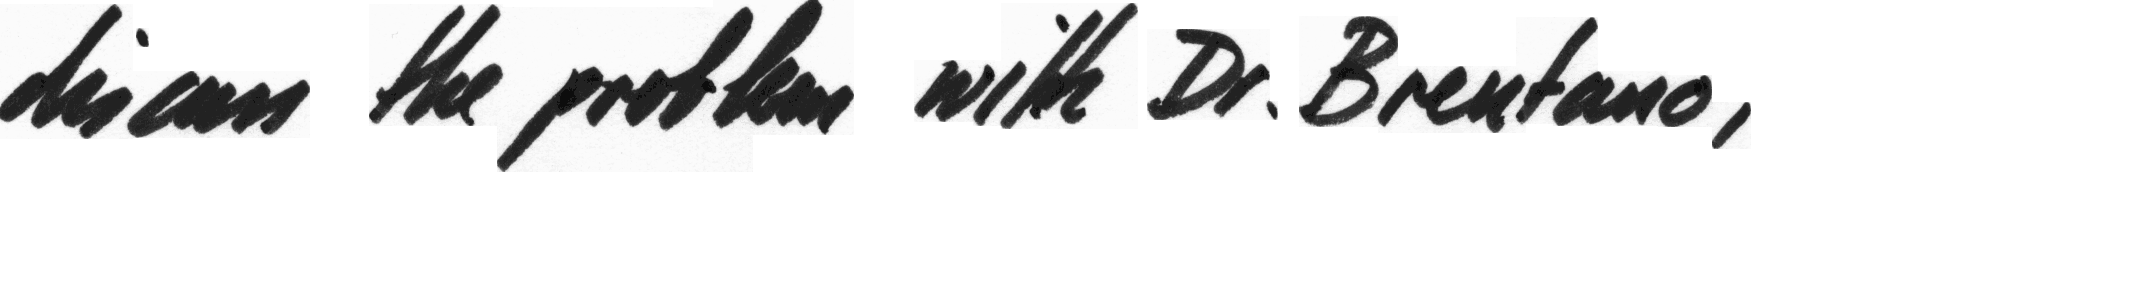 discuss the problem with Dr. Brentano,